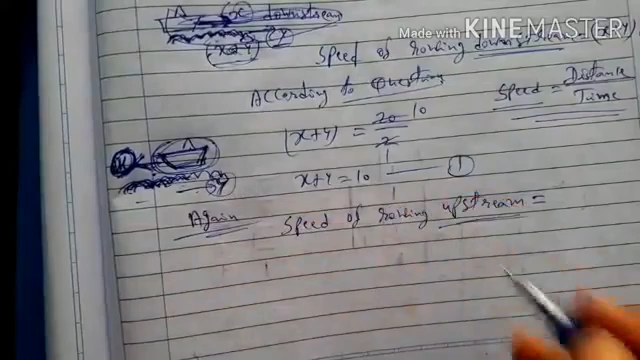 x downstream
(x+y) y
Made with KINEMASTER
Speed of rowing downstream = (x+y)
According to Question
Speed = Distance / Time
(x+y) = 20 / 2 10
x+y = 10 — 1
x
y
Again Speed of rowing upstream =